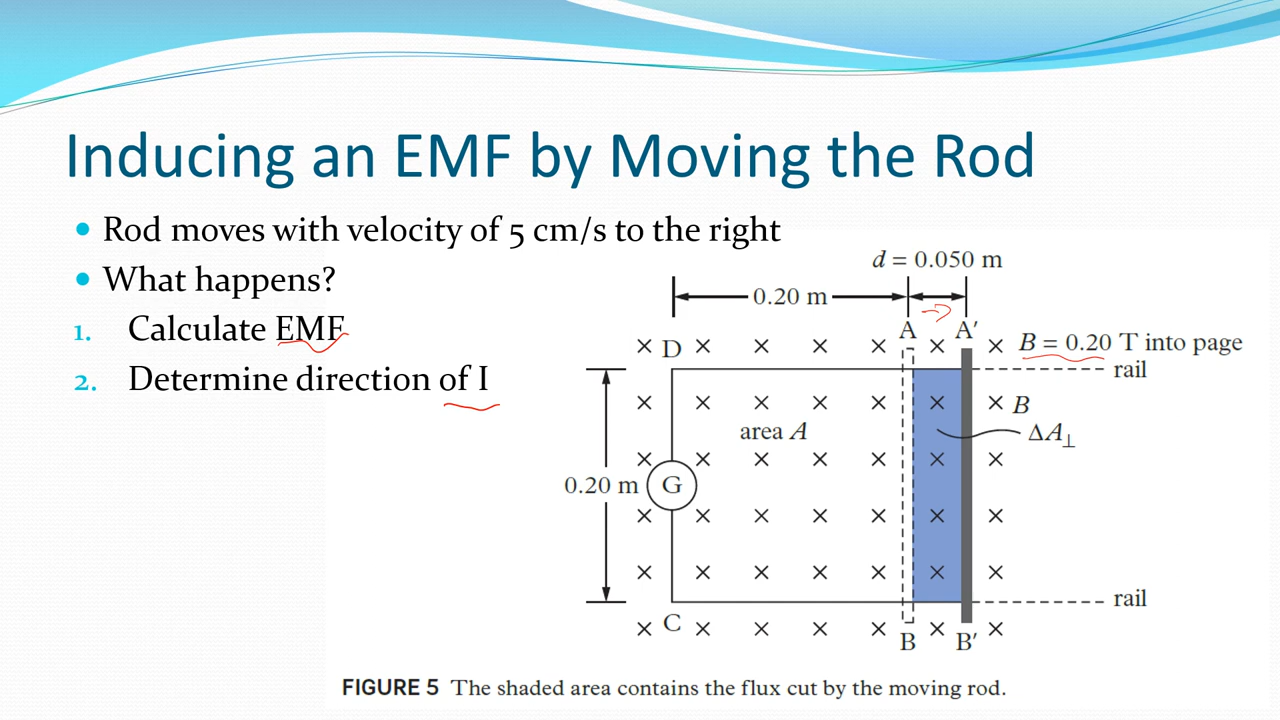 Inducing an EMF by Moving the Rod
• Rod moves with velocity of 5 cm/s to the right
• What happens?
1. Calculate EMF
2. Determine direction of I
d = 0.050 m
0.20 m
A A′
× D × × × × × × B = 0.20 T into page
rail
× × × × × × × B
area A
ΔA⊥
× × × × × × ×
0.20 m G
× × × × × × ×
× × × × × × ×
rail
× C × × × × × ×
B B′
FIGURE 5 The shaded area contains the flux cut by the moving rod.